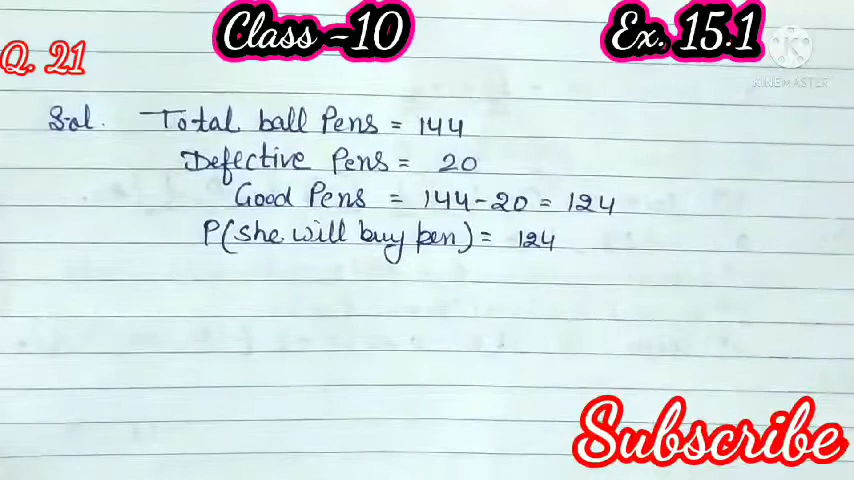 Class -10
Ex. 15.1
Q. 21
KINEMASTER
Sol. Total ball Pens = 144
Defective Pens = 20
Good Pens = 144 - 20 = 124
P(she will buy pen) = 124
Subscribe